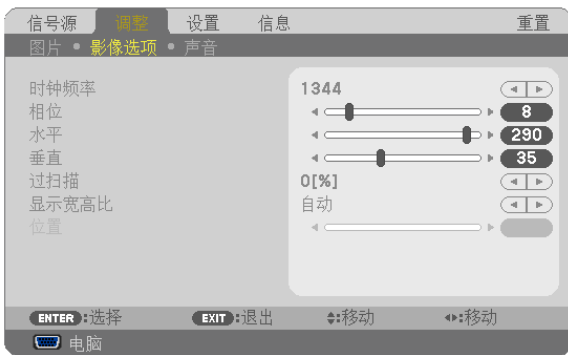 信号源 调整 设置 信息 重置
图片 • 影像选项 • 声音
时钟频率 1344
相位 8
水平 290
垂直 35
过扫描 0[%]
显示宽高比 自动
位置
ENTER:选择 EXIT:退出 :移动 :移动
电脑